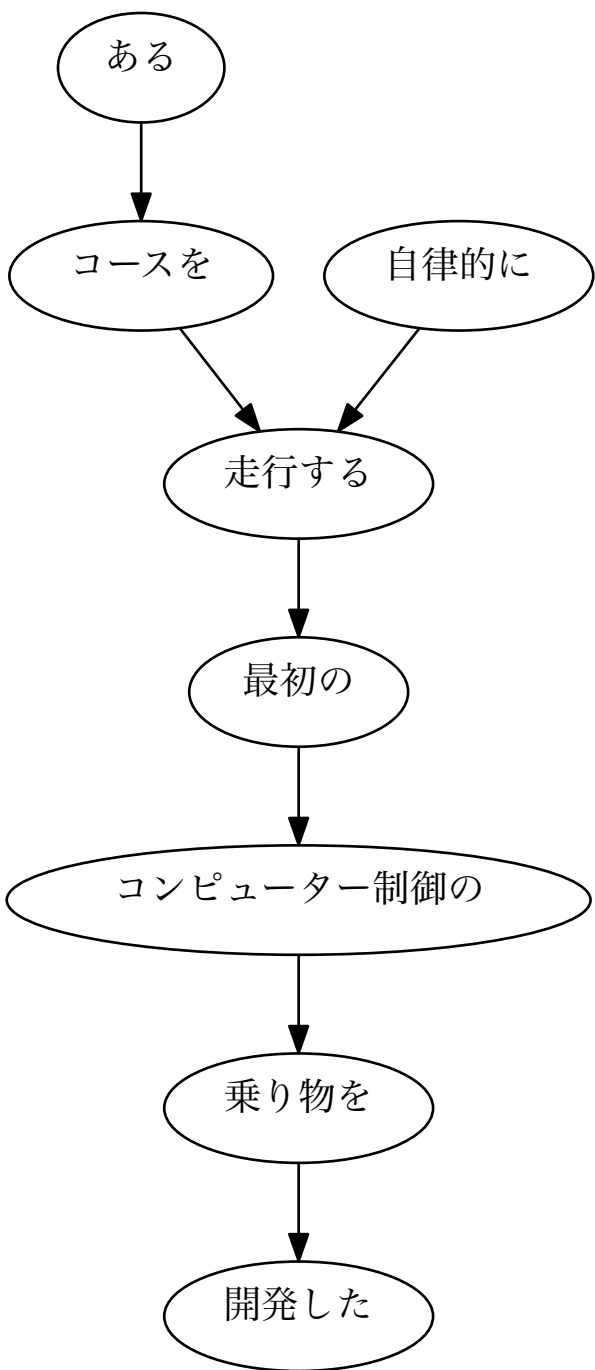 ある
コースを
自律的に
走行する
最初の
コンピューター制御の
乗り物を
開発した